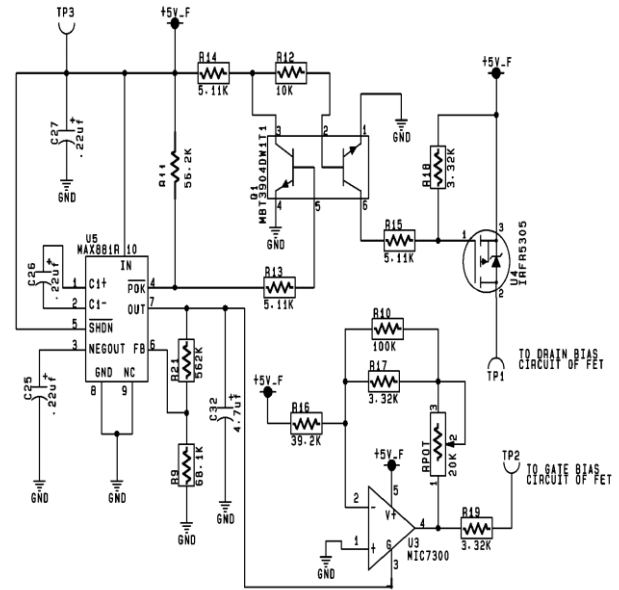 TP3
+5V_F
R14
5.11K
R12
10K
+5V_F
C27
.22uf
+
GND
R11
56.2K
3
2
1
GND
Q1
MBT3904DW1T1
4
5
6
GND
R18
3.32K
R15
5.11K
1
3
2
U4
IRFR5305
U5
MAX881R
10
IN
C26
.22uf
+
1
C1+
2
C1-
5
SHDN
3
NEGOUT
POK
4
OUT
7
FB
6
GND
NC
8
9
R13
5.11K
C25
.22uf
+
GND
GND
R21
562K
R9
68.1K
GND
C32
4.7uf
+
GND
R10
100K
R17
3.32K
+5V_F
R16
39.2K
RPOT
20K
3
2
1
TP1
TO DRAIN BIAS
CIRCUIT OF FET
+5V_F
5
V+
2
-
1
+
4
G
3
U3
MIC7300
GND
R19
3.32K
TP2
TO GATE BIAS
CIRCUIT OF FET